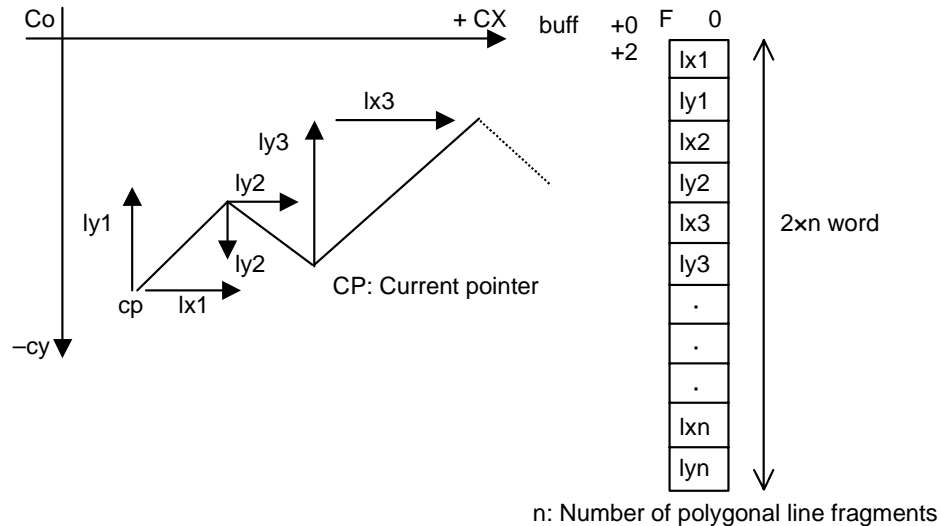 Co
+ CX
buff +0 F 0
+2
lx1
ly1
lx2
ly2
lx3
ly3
.
.
.
lxn
lyn
2×n word
lx3
ly3
ly2
ly1
ly2
CP: Current pointer
cp
lx1
–cy
n: Number of polygonal line fragments